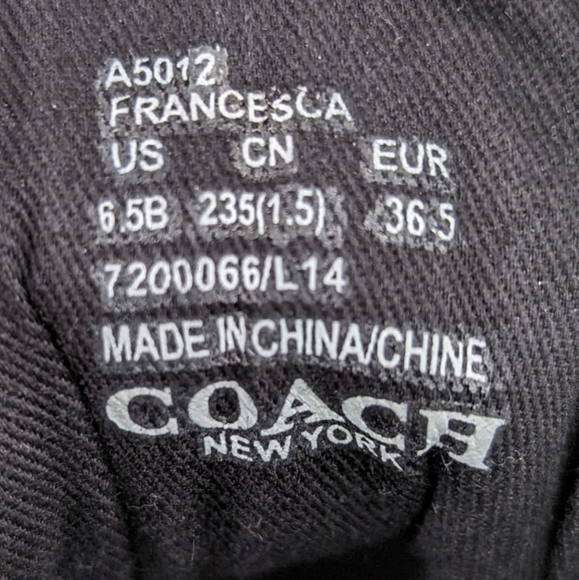 A5012
FRANCESCA
US CN EUR
6.5B 235(1.5) 36.5
7200066/L14
MADE IN CHINA/CHINE
COACH
NEW YORK